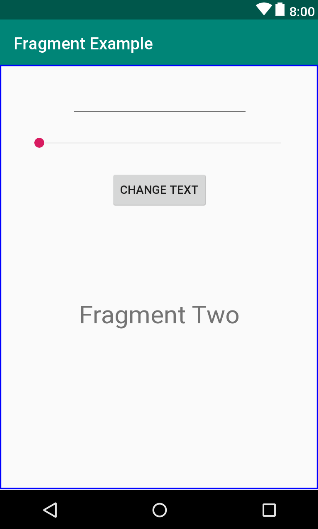 8:00
Fragment Example
CHANGE TEXT
Fragment Two